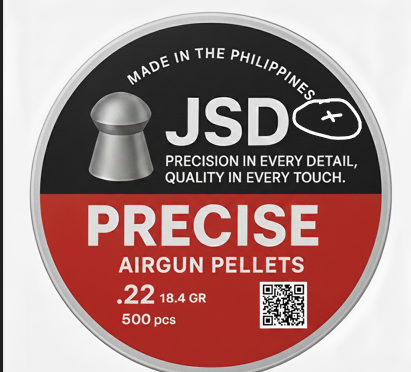 MADE IN THE PHILIPPINES
JSD
+
PRECISION IN EVERY DETAIL,
QUALITY IN EVERY TOUCH.
PRECISE
AIRGUN PELLETS
.22 18.4 GR
500 pcs